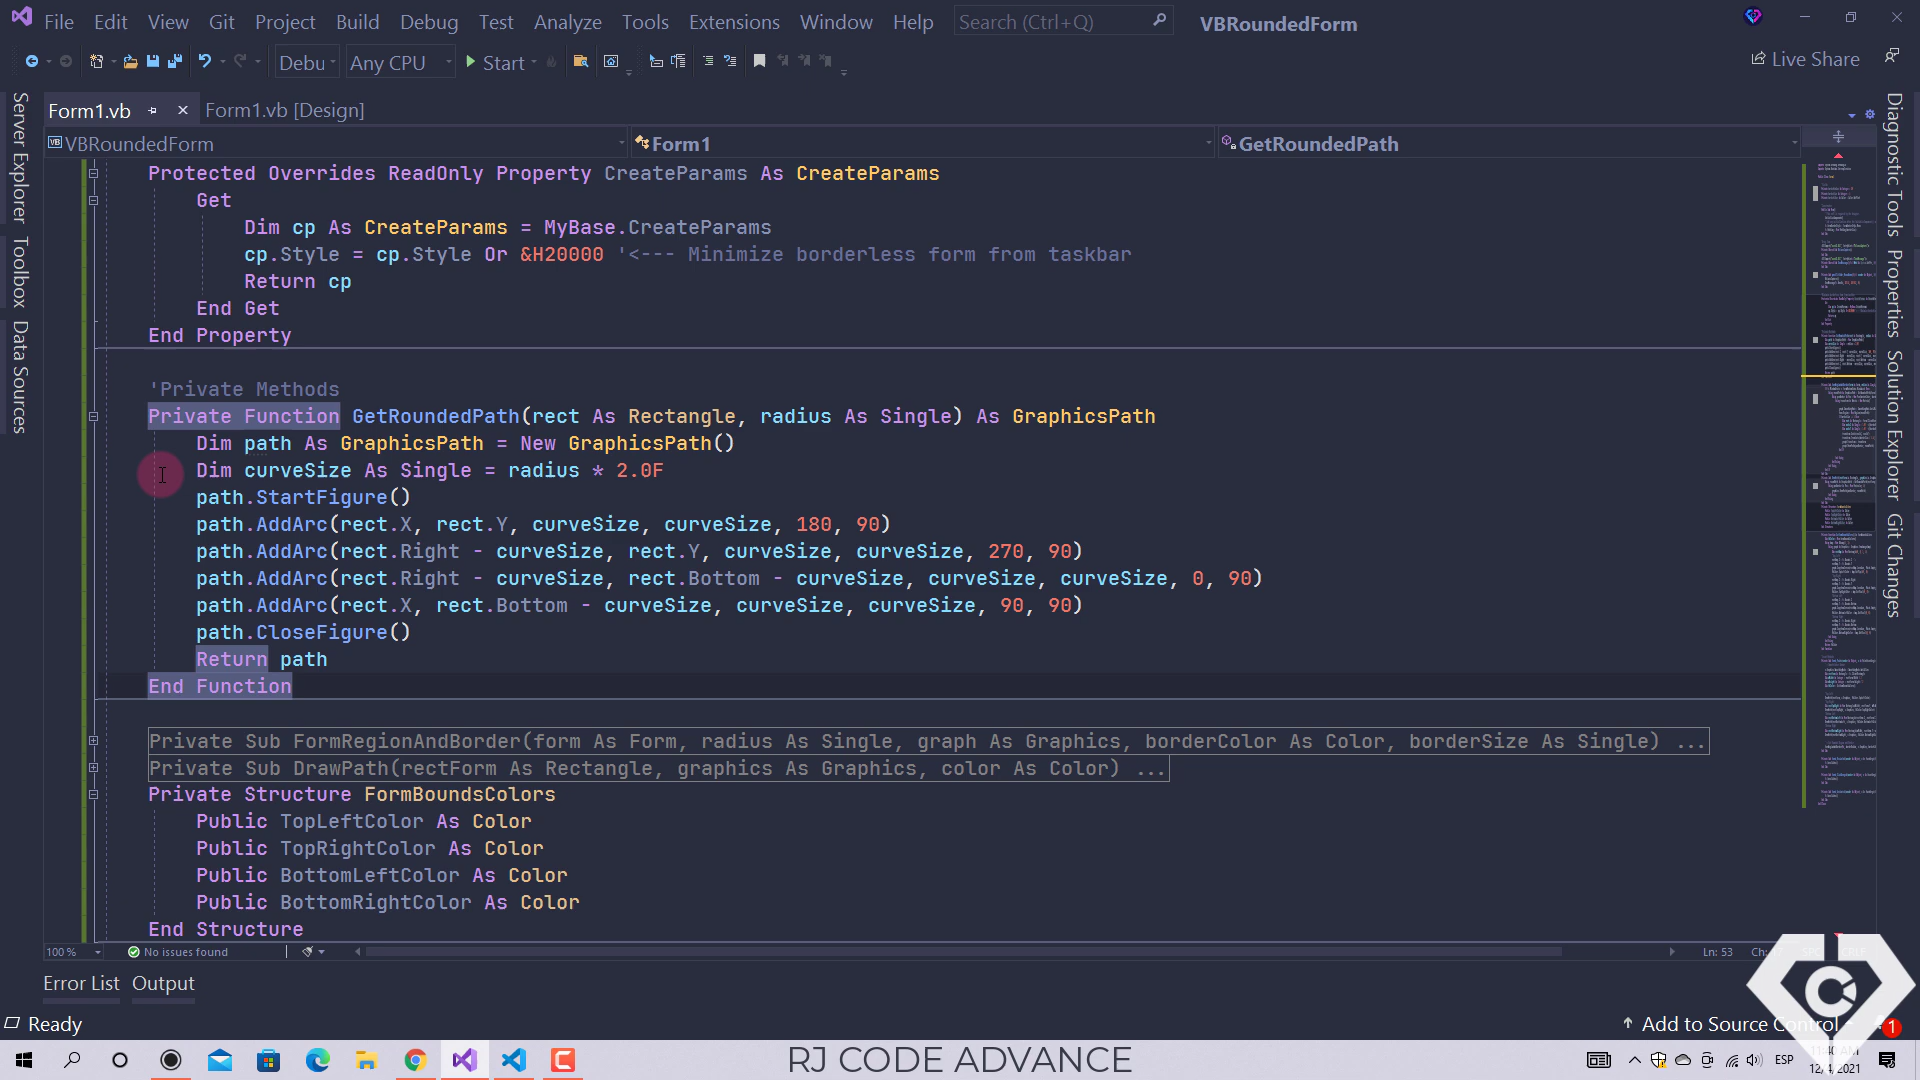 File Edit View Git Project Build Debug Test Analyze Tools Extensions Window Help Search (Ctrl+Q) VBRoundedForm
Debu Any CPU Start Live Share
Form1.vb Form1.vb [Design]
VBRoundedForm Form1 GetRoundedPath
Server Explorer
Toolbox
Data Sources
Protected Overrides ReadOnly Property CreateParams As CreateParams
Get
Dim cp As CreateParams = MyBase.CreateParams
cp.Style = cp.Style Or &H20000 '<--- Minimize borderless form from taskbar
Return cp
End Get
End Property
'Private Methods
Private Function GetRoundedPath(rect As Rectangle, radius As Single) As GraphicsPath
Dim path As GraphicsPath = New GraphicsPath()
Dim curveSize As Single = radius * 2.0F
path.StartFigure()
path.AddArc(rect.X, rect.Y, curveSize, curveSize, 180, 90)
path.AddArc(rect.Right - curveSize, rect.Y, curveSize, curveSize, 270, 90)
path.AddArc(rect.Right - curveSize, rect.Bottom - curveSize, curveSize, curveSize, 0, 90)
path.AddArc(rect.X, rect.Bottom - curveSize, curveSize, curveSize, 90, 90)
path.CloseFigure()
Return path
End Function
Private Sub FormRegionAndBorder(form As Form, radius As Single, graph As Graphics, borderColor As Color, borderSize As Single) ...
Private Sub DrawPath(rectForm As Rectangle, graphics As Graphics, color As Color) ...
Private Structure FormBoundsColors
Public TopLeftColor As Color
Public TopRightColor As Color
Public BottomLeftColor As Color
Public BottomRightColor As Color
End Structure
Diagnostic Tools
Properties
Solution Explorer
Git Changes
100 % No issues found Ln: 53
Error List Output
Ready Add to Source Control 1
RJ CODE ADVANCE
ESP
12/4/2021